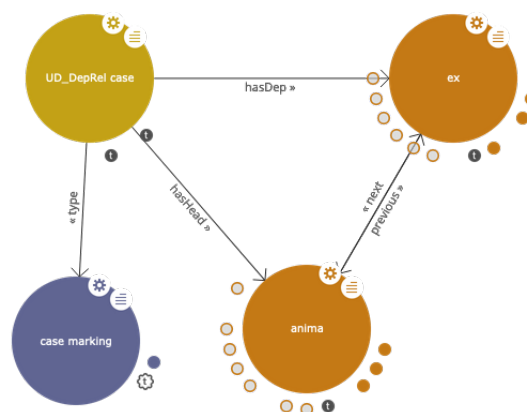 UD_DepRel case
ex
hasDep »
« type
hasHead »
« next
previous »
case marking
anima
t
t
t
t
t